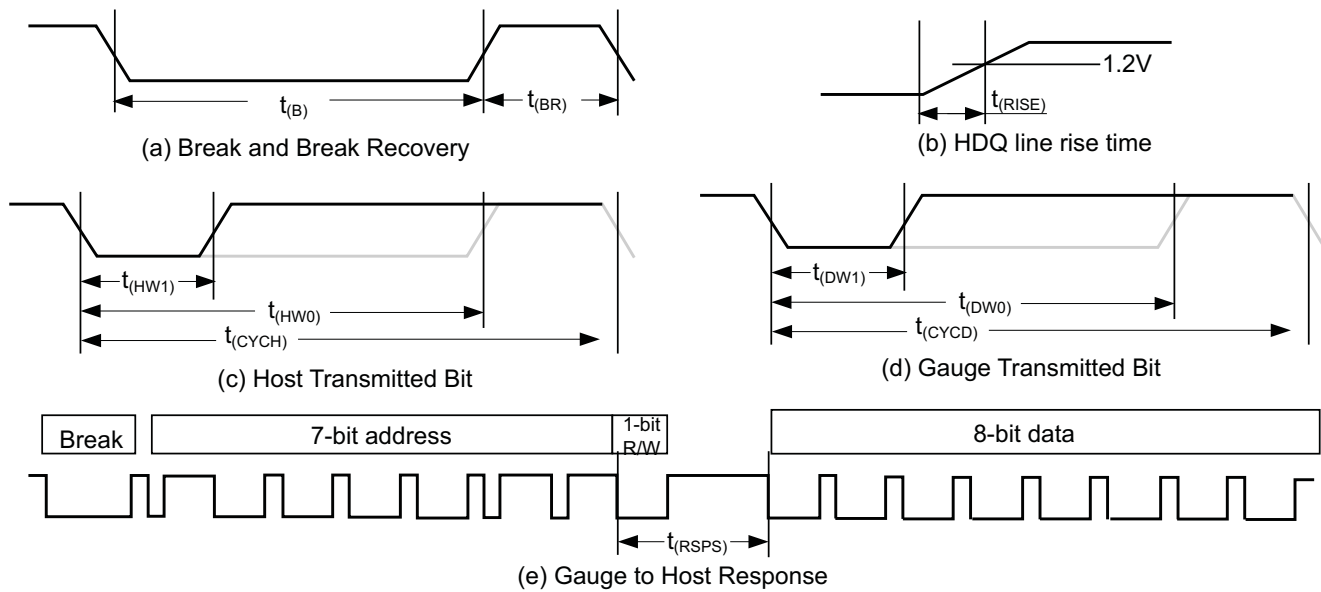 1.2V
t(B)
t(BR)
t(RISE)
(a) Break and Break Recovery
(b) HDQ line rise time
t(HW1)
t(HW0)
t(CYCH)
(c) Host Transmitted Bit
t(DW1)
t(DW0)
t(CYCD)
(d) Gauge Transmitted Bit
Break
7-bit address
1-bit
R/W
8-bit data
t(RSPS)
(e) Gauge to Host Response